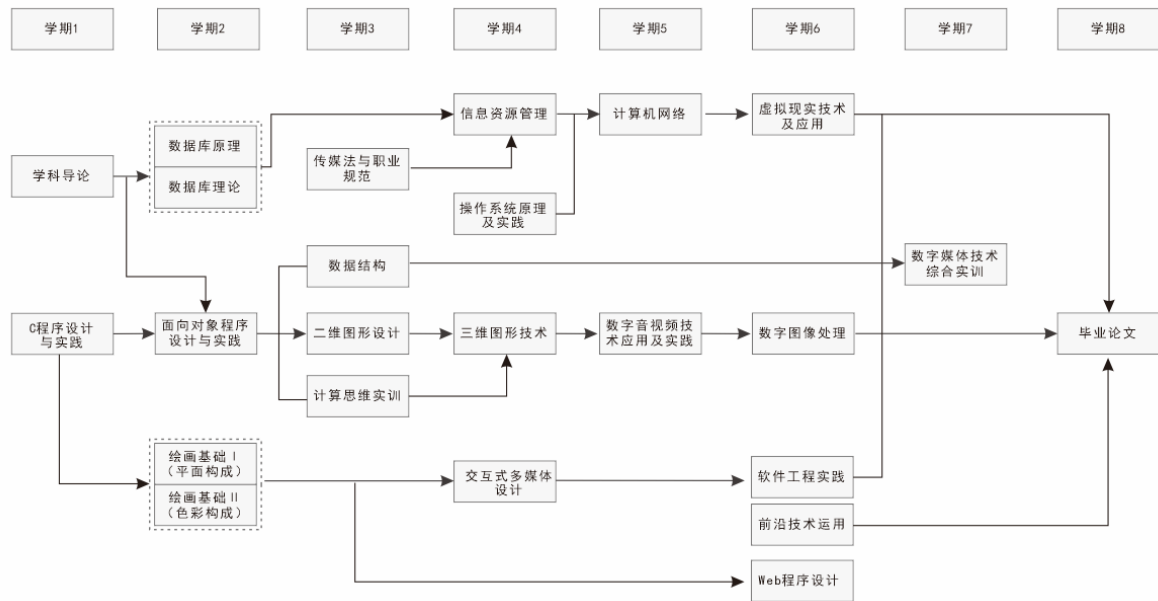 学期1
学期2
学期3
学期4
学期5
学期6
学期7
学期8
信息资源管理
计算机网络
虚拟现实技术
及应用
数据库原理
数据库理论
学科导论
传媒法与职业
规范
操作系统原理
及实践
数据结构
数字媒体技术
综合实训
C程序设计
与实践
面向对象程序
设计与实践
二维图形设计
三维图形技术
数字音视频技
术应用及实践
数字图像处理
毕业论文
计算思维实训
绘画基础Ⅰ
(平面构成)
绘画基础Ⅱ
(色彩构成)
交互式多媒体
设计
软件工程实践
前沿技术运用
Web程序设计